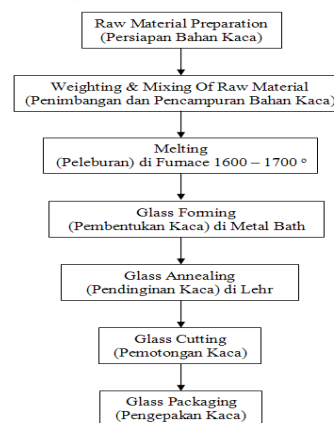 Raw Material Preparation
(Persiapan Bahan Kaca)
Weighting & Mixing Of Raw Material
(Penimbangan dan Pencampuran Bahan Kaca)
Melting
(Peleburan) di Furnace 1600 – 1700 º
Glass Forming
(Pembentukan Kaca) di Metal Bath
Glass Annealing
(Pendinginan Kaca) di Lehr
Glass Cutting
(Pemotongan Kaca)
Glass Packaging
(Pengepakan Kaca)